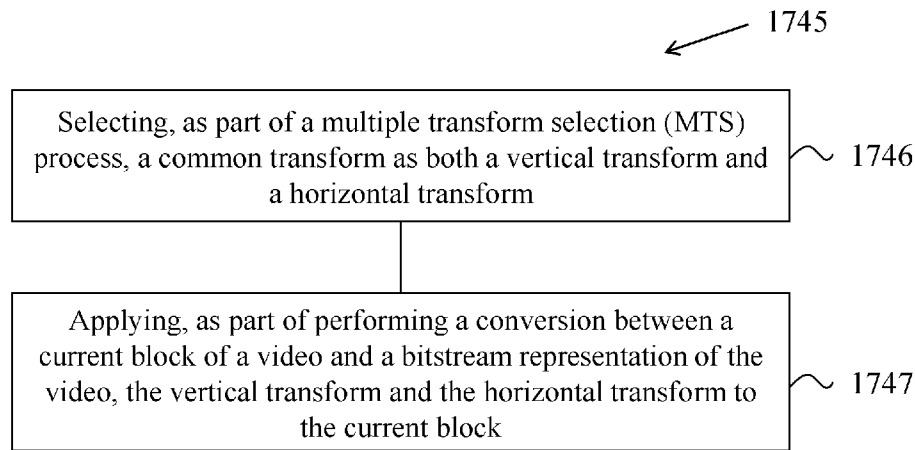 1745
Selecting, as part of a multiple transform selection (MTS)
process, a common transform as both a vertical transform and
a horizontal transform
1746
Applying, as part of performing a conversion between a
current block of a video and a bitstream representation of the
video, the vertical transform and the horizontal transform to
the current block
1747